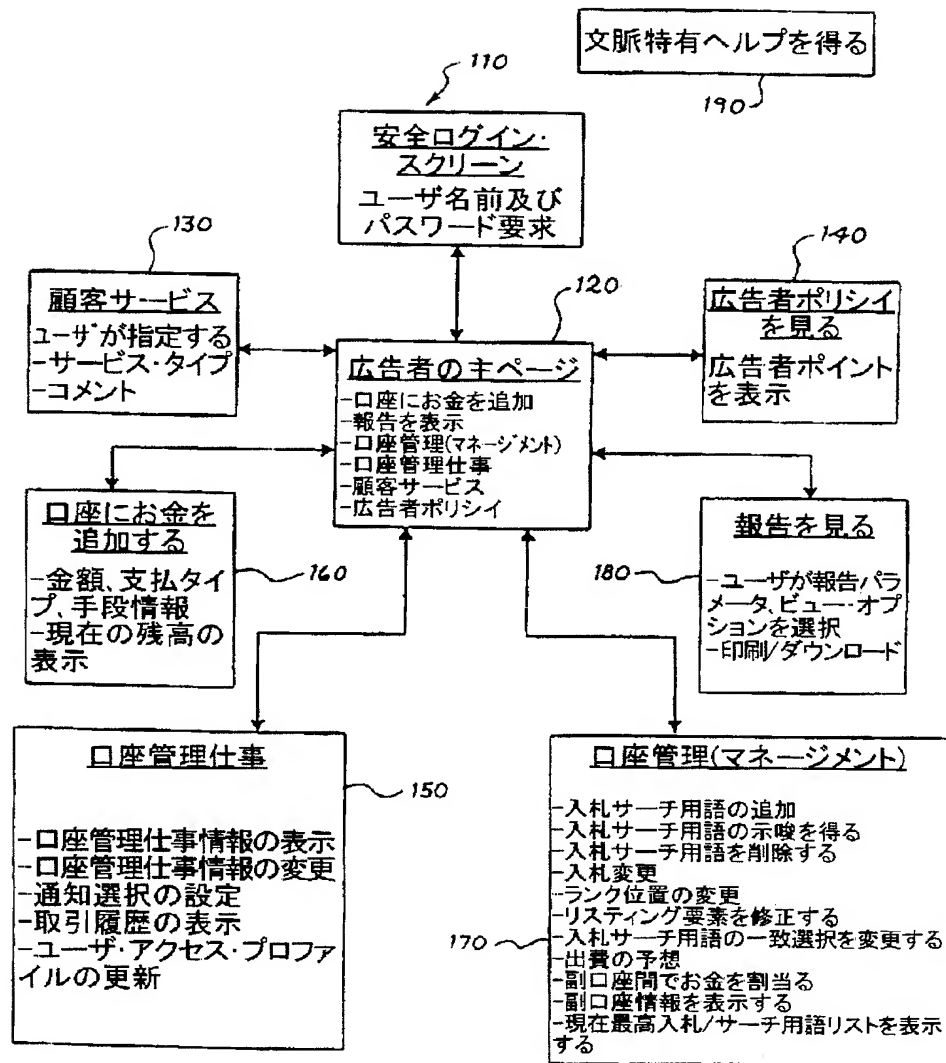 文脈特有ヘルプを得る
190
110
安全ログイン・
スクリーン
ユーザ名前及び
パスワード要求
130
顧客サービス
ユーザが指定する
-サービス・タイプ
-コメント
120
広告者の主ページ
-口座にお金を追加
-報告を表示
-口座管理(マネージメント)
-口座管理仕事
-顧客サービス
-広告者ポリシイ
140
広告者ポリシイ
を見る
広告者ポイント
を表示
口座にお金を
追加する
-金額、支払タイ
プ、手段情報
-現在の残高の
表示
160
報告を見る
-ユーザが報告パラ
メータ、ビュー・オプ
ションを選択
-印刷/ダウンロード
180
口座管理仕事
-口座管理仕事情報の表示
-口座管理仕事情報の変更
-通知選択の設定
-取引履歴の表示
-ユーザ・アクセス・プロファ
イルの更新
150
口座管理(マネージメント)
-入札サーチ用語の追加
-入札サーチ用語の示唆を得る
-入札サーチ用語を削除する
-入札変更
-ランク位置の変更
-リスティング要素を修正する
-入札サーチ用語の一致選択を変更する
-出費の予想
-副口座間でお金を割当る
-副口座情報を表示する
-現在最高入札/サーチ用語リストを表示
する
170